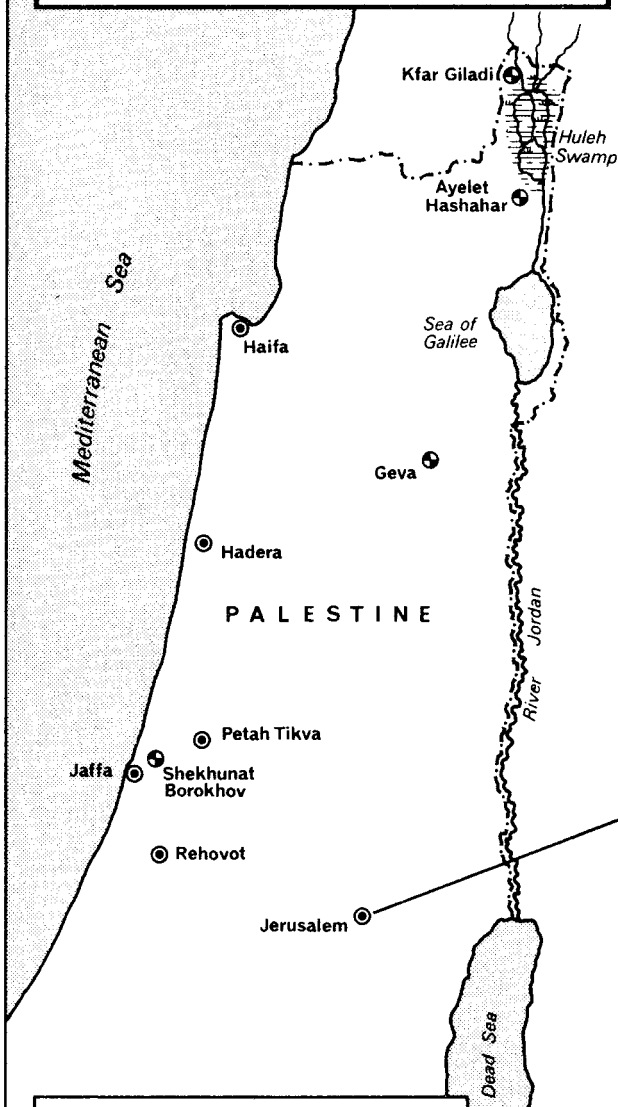 Kfar Giladi
Huleh
Swamp
Ayelet
Hashahar
Mediterranean Sea
Sea of
Galilee
Haifa
Geva
Hadera
PALESTINE
River Jordan
Petah Tikva
Jaffa
Shekhunat
Borokhov
Rehovot
Jerusalem
Dead Sea